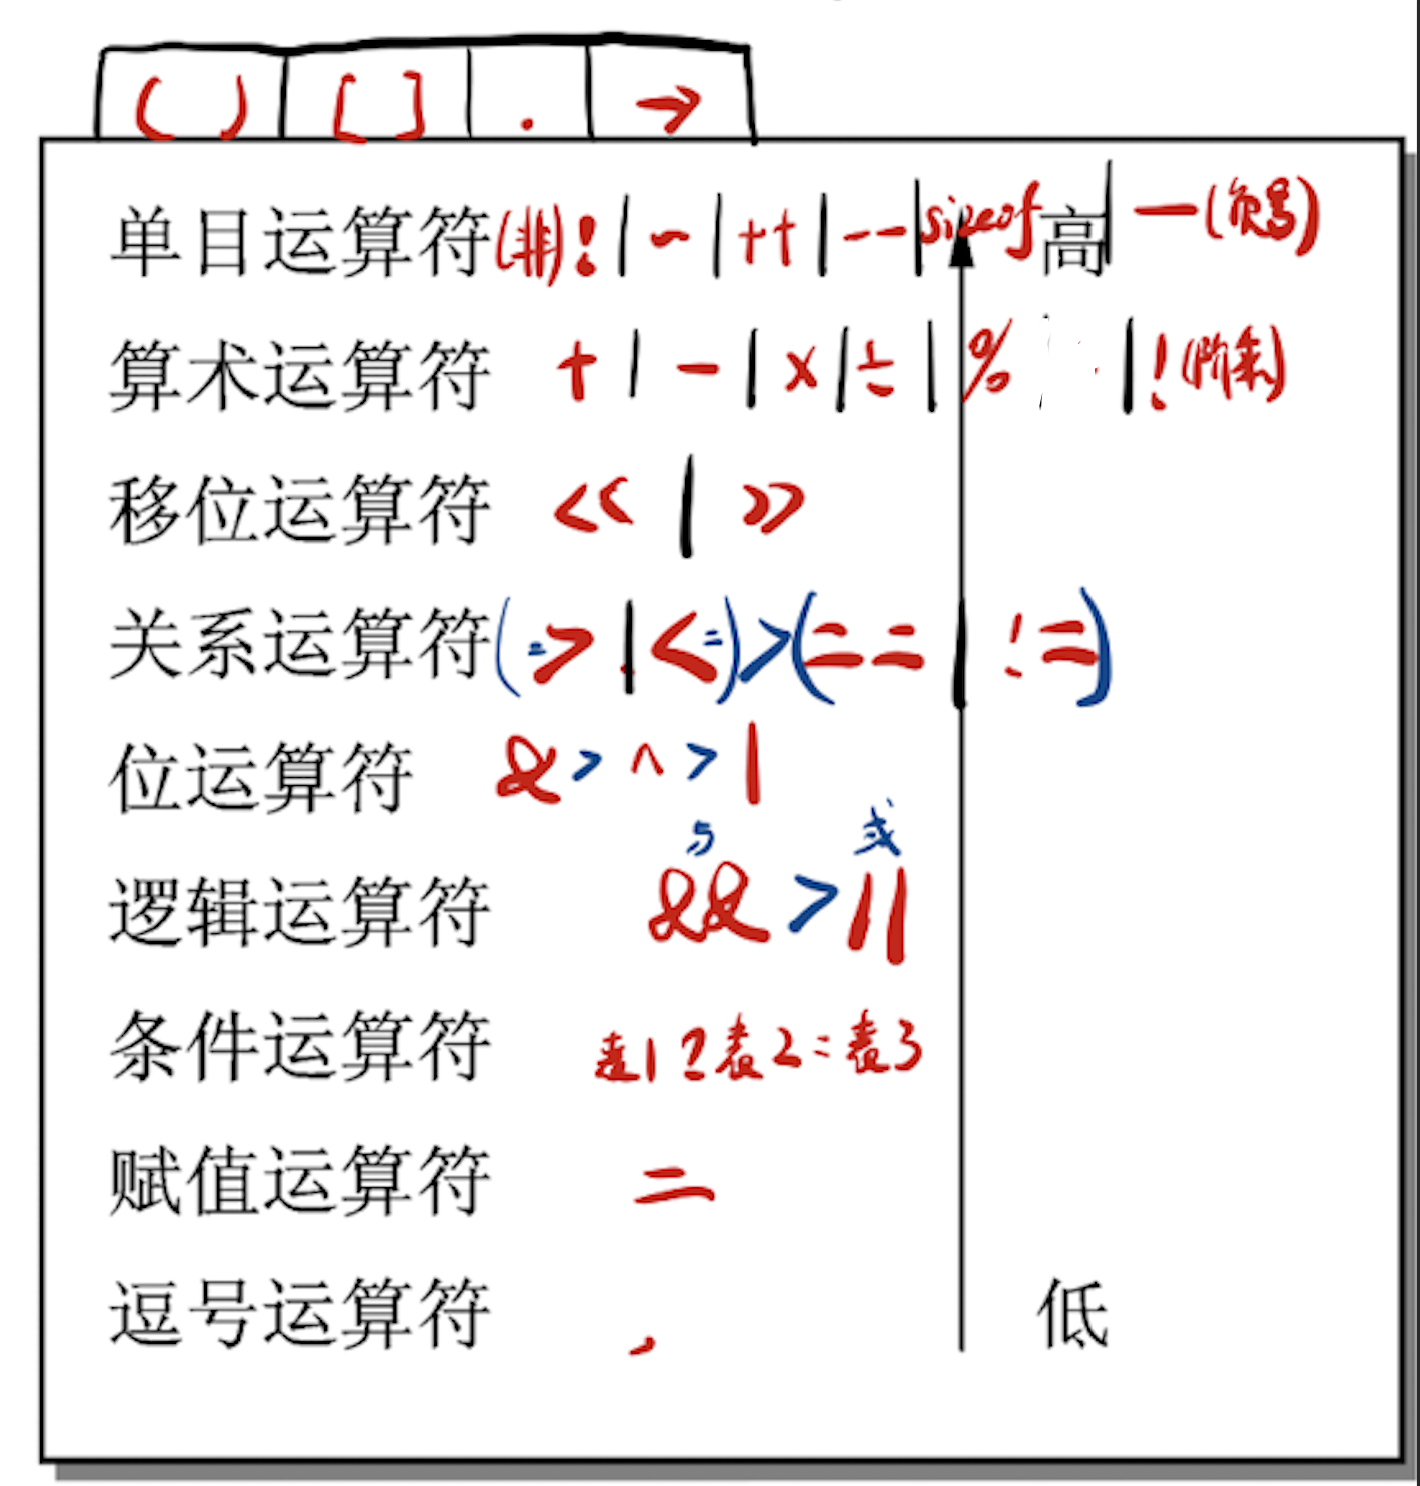 ( ) [ ] . →
单目运算符 (非) ! | ~ | ++ | -- | sizeof 高 | - (负号)
算术运算符 + | - | × | ÷ | % | ! (阶乘)
移位运算符 << | >>
关系运算符 (=> | <=) > (== | !=)
位运算符 & > ^ > |
与 或
逻辑运算符 && > ||
条件运算符 表1?表2:表3
赋值运算符 =
逗号运算符 , 低